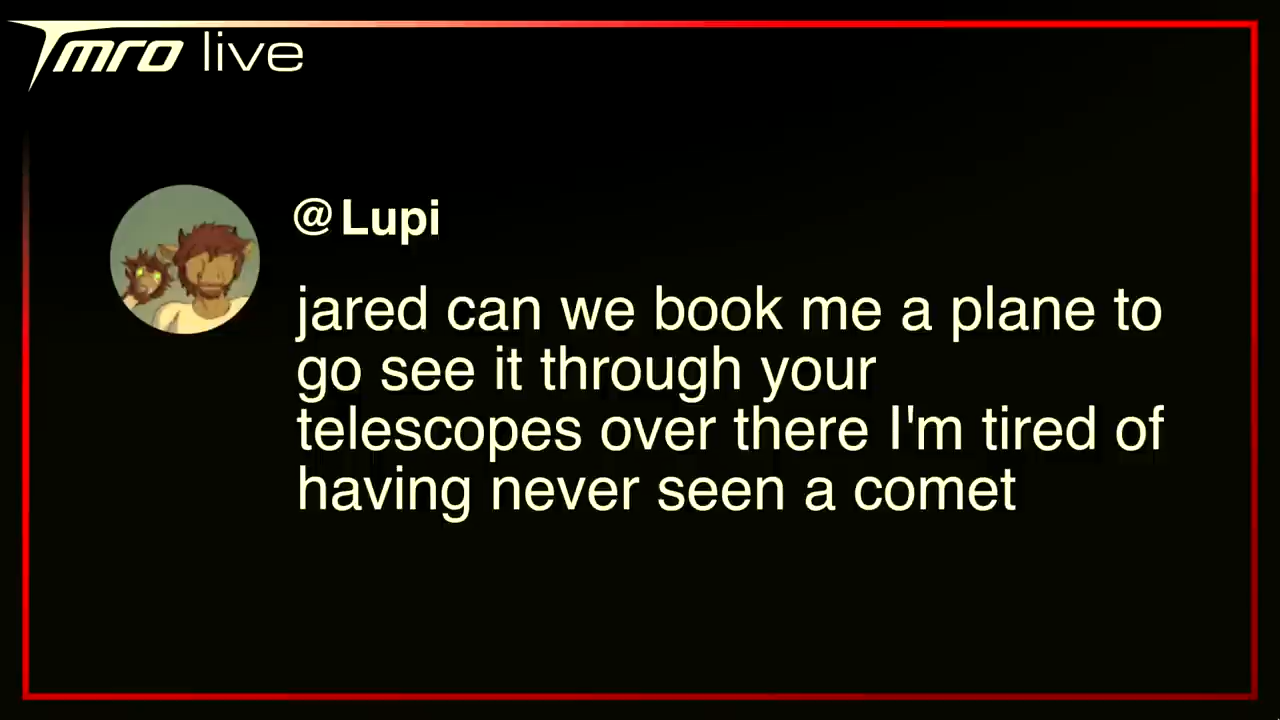 Tmro live
@Lupi
jared can we book me a plane to
go see it through your
telescopes over there I'm tired of
having never seen a comet